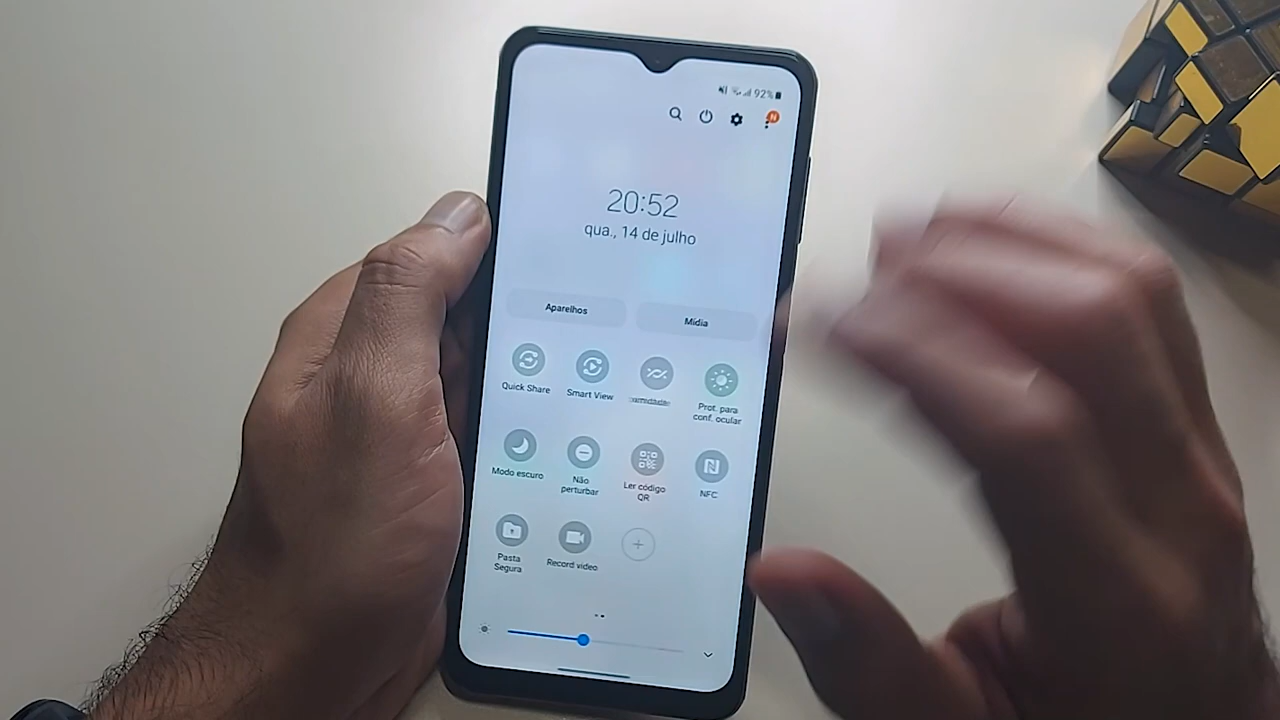 92%
N
20:52
qua., 14 de julho
Aparelhos
Mídia
Quick Share
Smart View
Prot. para
conf. ocular
Modo escuro
Não
perturbar
Ler código
QR
NFC
Pasta
Segura
Record video